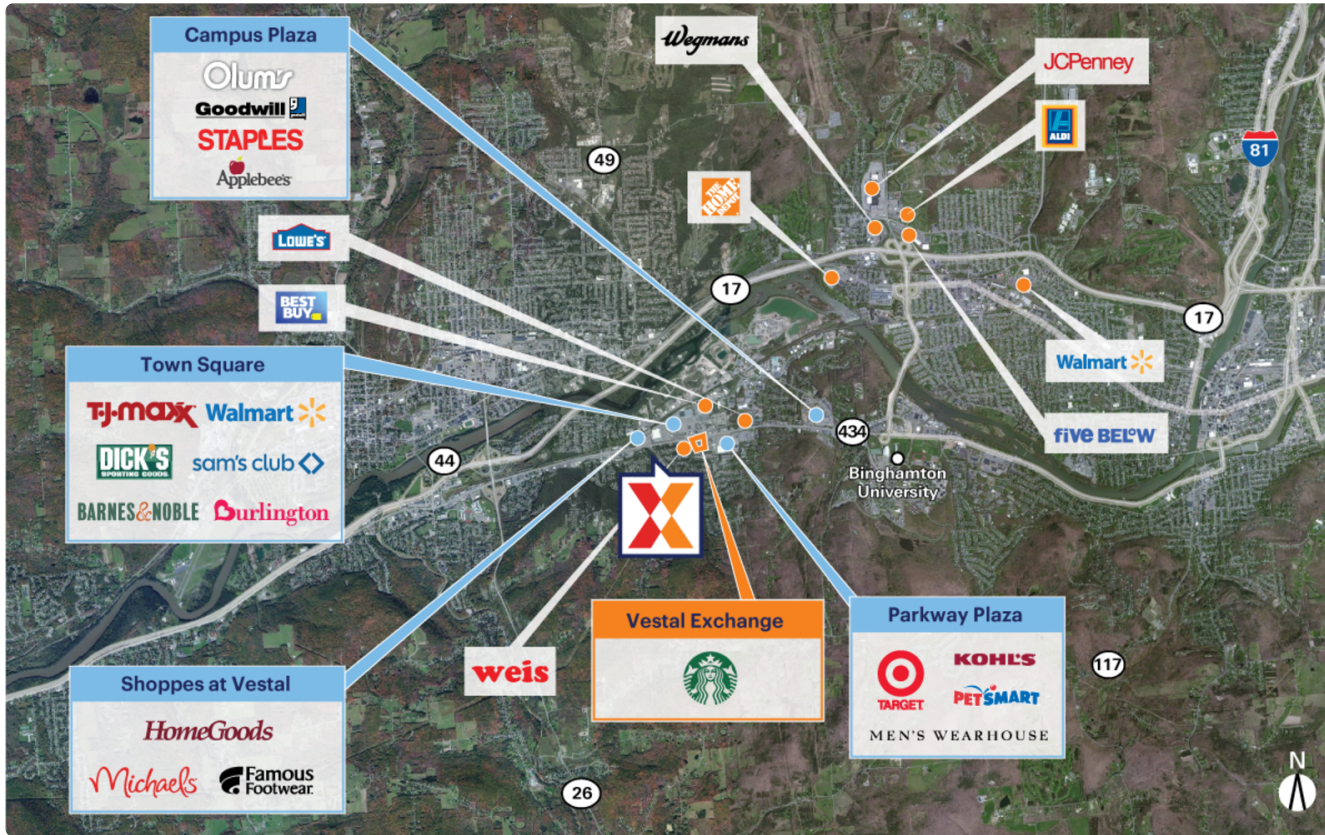 Campus Plaza
Olum's
Goodwill
STAPLES
Applebee's
Wegmans
JCPenney
ALDI
81
49
THE HOME DEPOT
LOWE'S
17
BEST BUY
17
Town Square
T·J·maxx Walmart
DICK'S
SPORTING GOODS
sam's club
BARNES&NOBLE Burlington
Walmart
five BELOW
434
44
Binghamton
University
Vestal Exchange
Parkway Plaza
TARGET
KOHL'S
PETSMART
MEN'S WEARHOUSE
weis
117
Shoppes at Vestal
HomeGoods
Michaels
Famous
Footwear
26
N